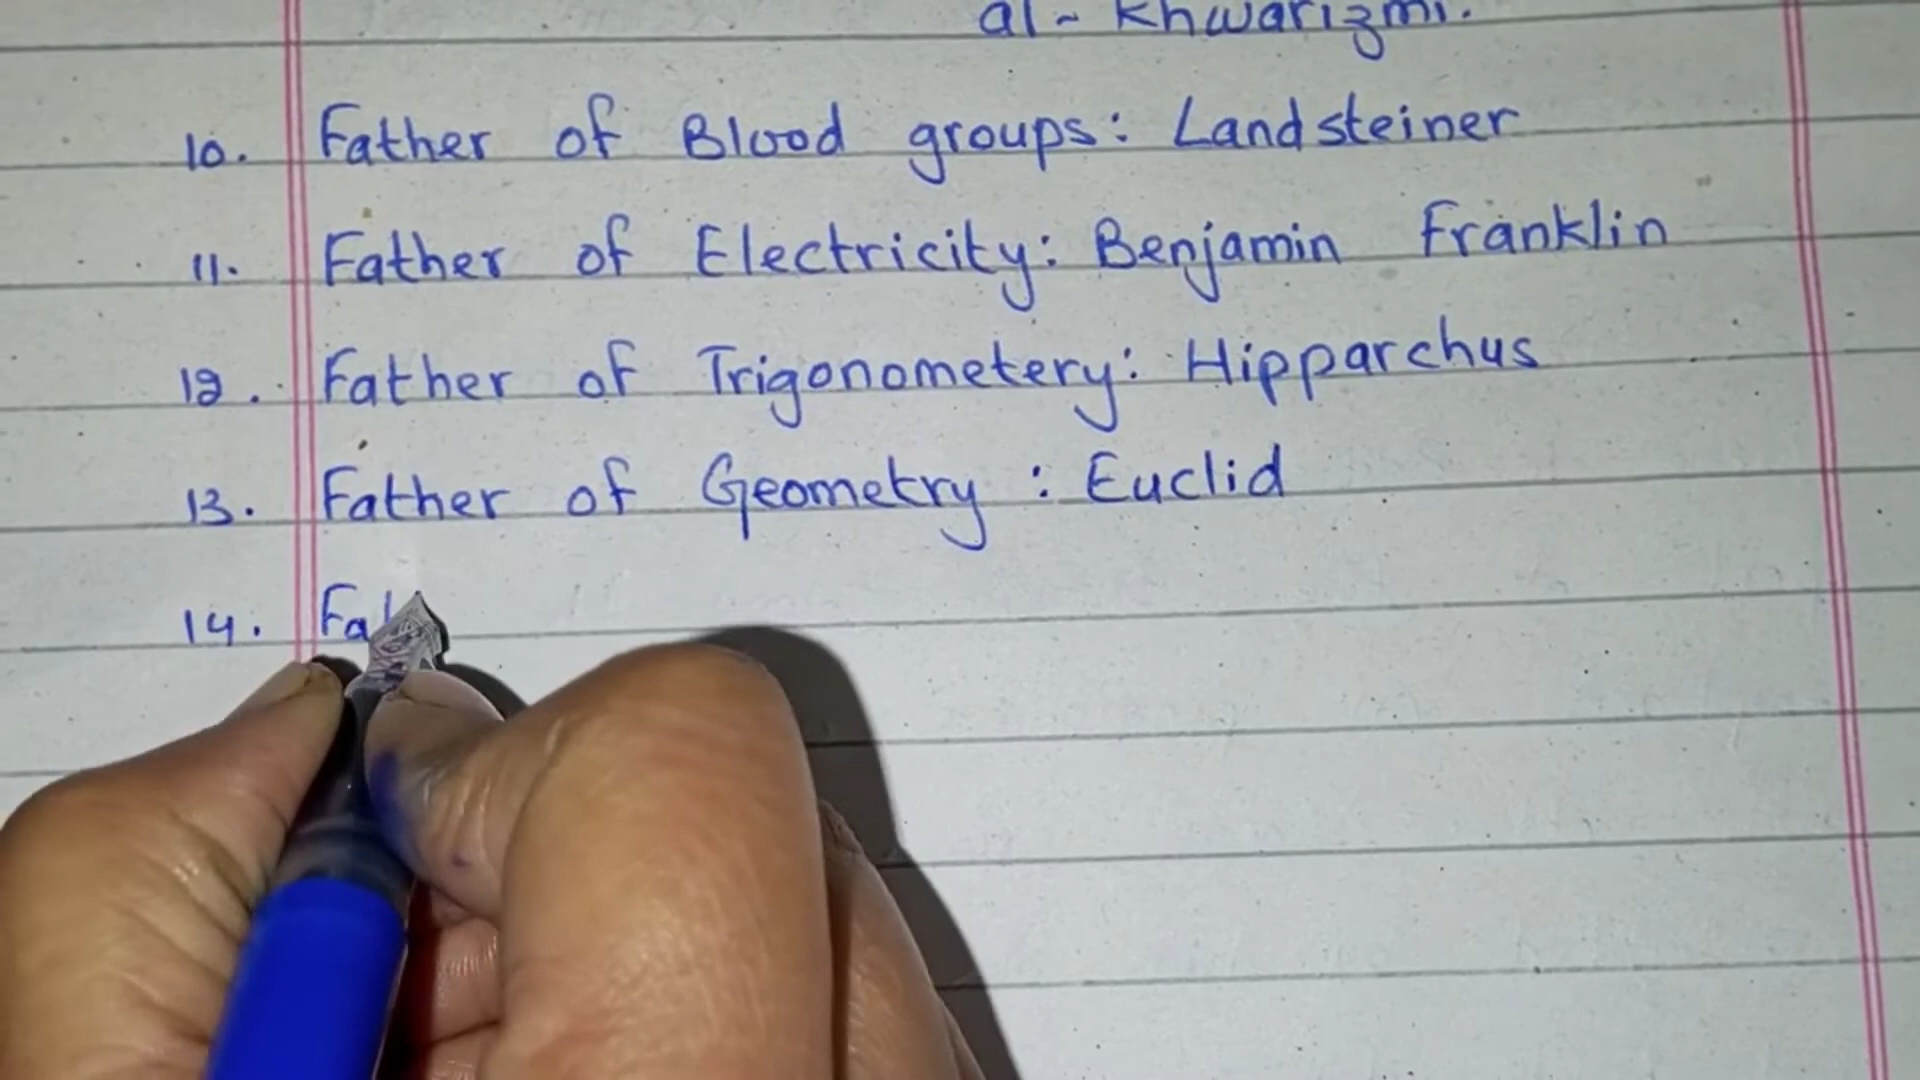 al - Khwarizmi.
10. Father of Blood groups: Landsteiner
11. Father of Electricity: Benjamin Franklin
12. Father of Trigonometery: Hipparchus
13. Father of Geometry : Euclid
14. Fat